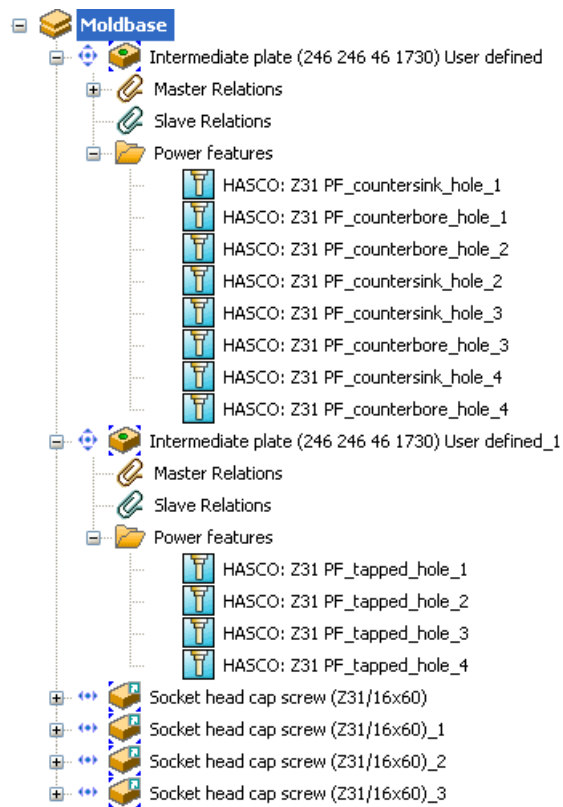 Moldbase
Intermediate plate (246 246 46 1730) User defined
Master Relations
Slave Relations
Power features
HASCO: Z31 PF_countersink_hole_1
HASCO: Z31 PF_counterbore_hole_1
HASCO: Z31 PF_counterbore_hole_2
HASCO: Z31 PF_countersink_hole_2
HASCO: Z31 PF_countersink_hole_3
HASCO: Z31 PF_counterbore_hole_3
HASCO: Z31 PF_countersink_hole_4
HASCO: Z31 PF_counterbore_hole_4
Intermediate plate (246 246 46 1730) User defined_1
Master Relations
Slave Relations
Power features
HASCO: Z31 PF_tapped_hole_1
HASCO: Z31 PF_tapped_hole_2
HASCO: Z31 PF_tapped_hole_3
HASCO: Z31 PF_tapped_hole_4
Socket head cap screw (Z31/16x60)
Socket head cap screw (Z31/16x60)_1
Socket head cap screw (Z31/16x60)_2
Socket head cap screw (Z31/16x60)_3